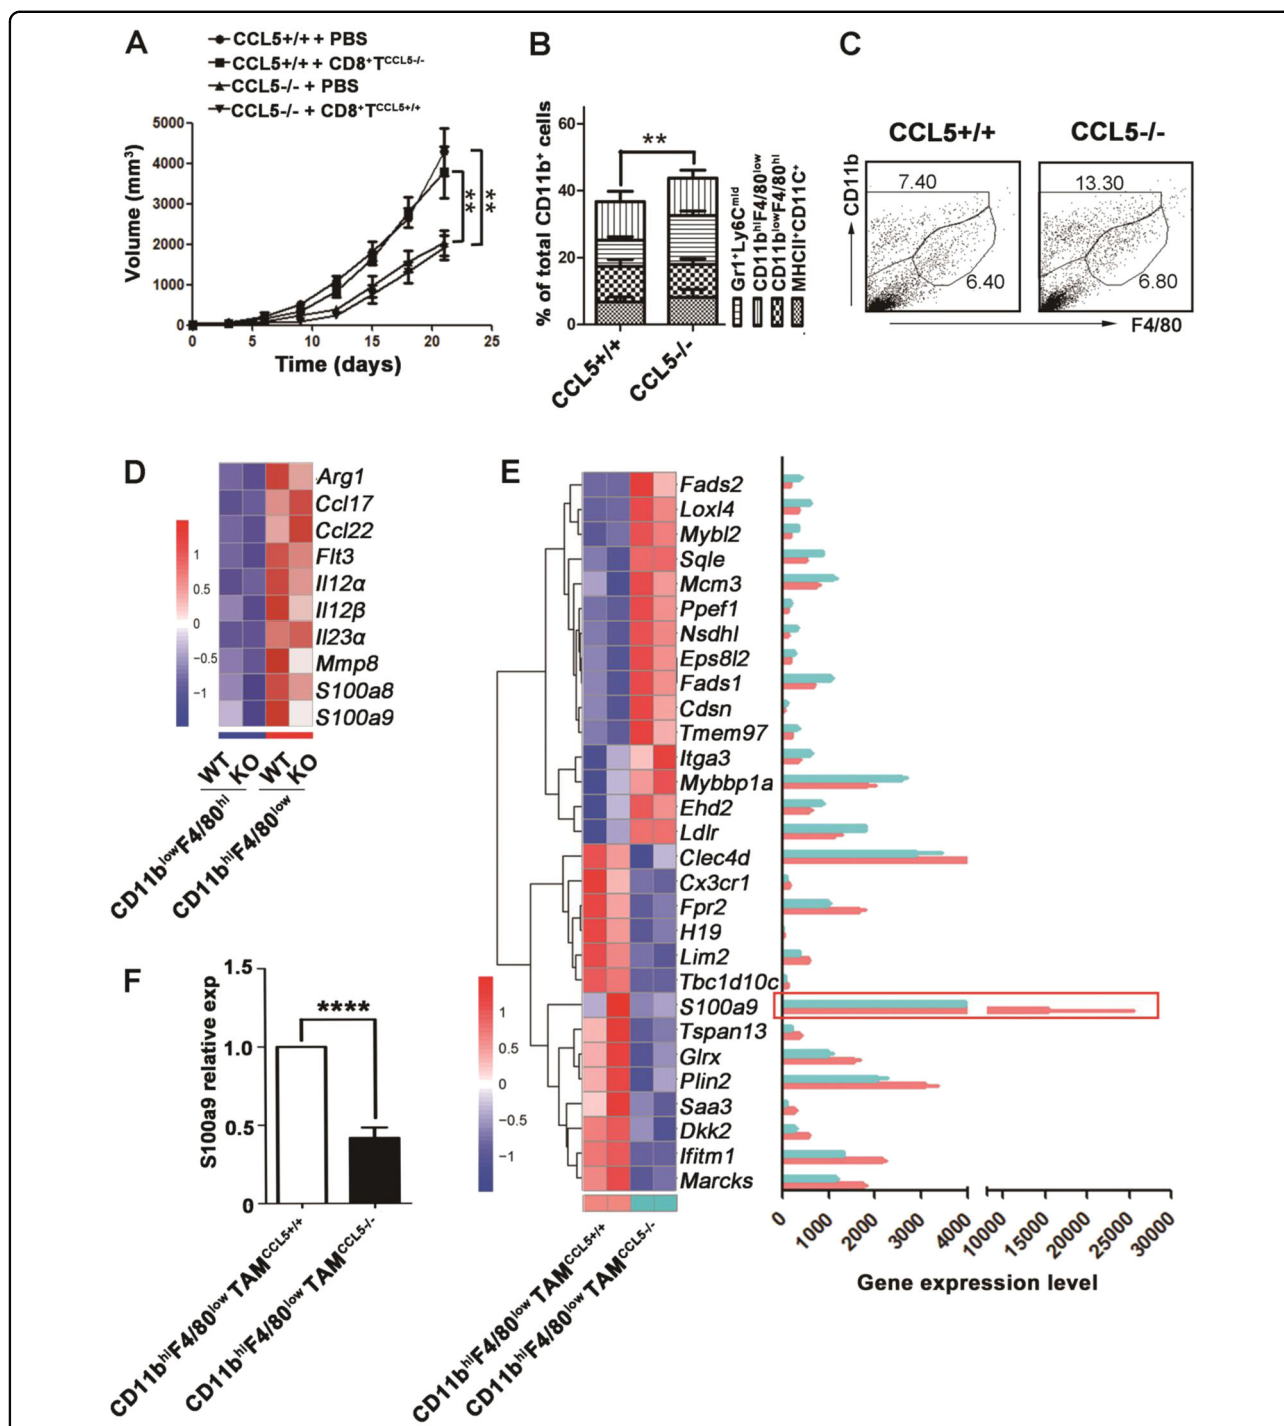 A
CCL5+/+ + PBS
CCL5+/+ + CD8⁺Tᶜᶜᴸ⁵⁻/⁻
CCL5-/- + PBS
CCL5-/- + CD8⁺Tᶜᶜᴸ⁵⁺/⁺
Volume (mm³)
5000
4000
3000
2000
1000
0
0
5
10
15
20
25
Time (days)
**
**
B
% of total CD11b⁺ cells
60
40
20
0
**
CCL5+/+
CCL5-/-
Gr1⁺Ly6Cᵐⁱᵈ
CD11bʰⁱF4/80ˡᵒʷ
CD11bˡᵒʷF4/80ʰⁱ
MHCII⁺CD11C⁺
C
CCL5+/+
CCL5-/-
CD11b
7.40
6.40
13.30
6.80
F4/80
D
1
0.5
0
−0.5
−1
Arg1
Ccl17
Ccl22
Flt3
Il12α
Il12β
Il23α
Mmp8
S100a8
S100a9
WT
KO
WT
KO
CD11bˡᵒʷF4/80ʰⁱ
CD11bʰⁱF4/80ˡᵒʷ
E
Fads2
Loxl4
Mybl2
Sqle
Mcm3
Ppef1
Nsdhl
Eps8l2
Fads1
Cdsn
Tmem97
Itga3
Mybbp1a
Ehd2
Ldlr
Clec4d
Cx3cr1
Fpr2
H19
Lim2
Tbc1d10c
S100a9
Tspan13
Glrx
Plin2
Saa3
Dkk2
Ifitm1
Marcks
1
0.5
0
−0.5
−1
CD11bʰⁱF4/80ˡᵒʷ TAMᶜᶜᴸ⁵⁺/⁺
CD11bʰⁱF4/80ˡᵒʷ TAMᶜᶜᴸ⁵⁻/⁻
0
1000
2000
3000
4000
10000
15000
20000
25000
30000
Gene expression level
F
S100a9 relative exp
1.5
1.0
0.5
0
****
CD11bʰⁱF4/80ˡᵒʷ TAMᶜᶜᴸ⁵⁺/⁺
CD11bʰⁱF4/80ˡᵒʷ TAMᶜᶜᴸ⁵⁻/⁻